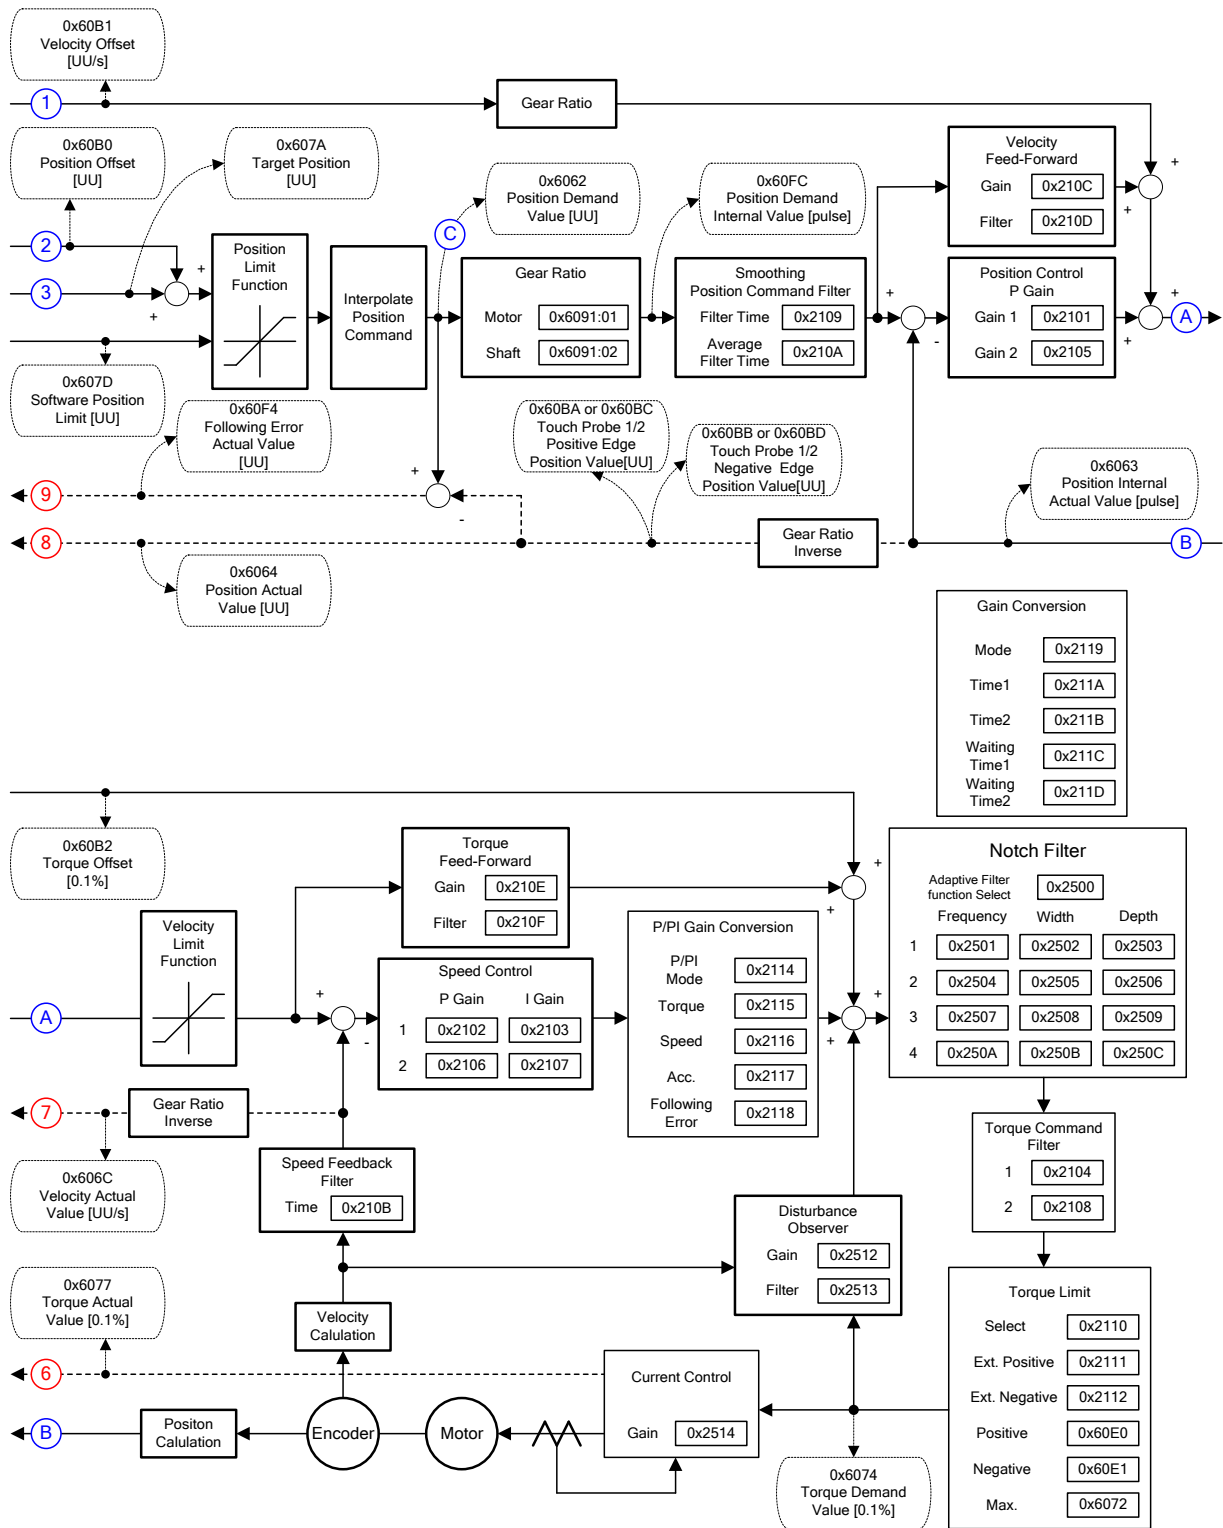 0x60B1
Velocity Offset
[UU/s]
1
Gear Ratio
0x60B0
Position Offset
[UU]
0x607A
Target Position
[UU]
0x6062
Position Demand
Value [UU]
0x60FC
Position Demand
Internal Value [pulse]
Velocity
Feed-Forward
Gain 0x210C
Filter 0x210D
+
+
2
3
+
+
Position
Limit
Function
Interpolate
Position
Command
C
Gear Ratio
Motor 0x6091:01
Shaft 0x6091:02
Smoothing
Position Command Filter
Filter Time 0x2109
Average
Filter Time 0x210A
+
-
Position Control
P Gain
Gain 1 0x2101
Gain 2 0x2105
+
+
A
0x607D
Software Position
Limit [UU]
0x60F4
Following Error
Actual Value
[UU]
0x60BA or 0x60BC
Touch Probe 1/2
Positive Edge
Position Value[UU]
0x60BB or 0x60BD
Touch Probe 1/2
Negative Edge
Position Value[UU]
0x6063
Position Internal
Actual Value [pulse]
9
+
-
8
Gear Ratio
Inverse
B
0x6064
Position Actual
Value [UU]
Gain Conversion
Mode 0x2119
Time1 0x211A
Time2 0x211B
Waiting
Time1 0x211C
Waiting
Time2 0x211D
0x60B2
Torque Offset
[0.1%]
Torque
Feed-Forward
Gain 0x210E
Filter 0x210F
+
+
Notch Filter
Adaptive Filter
function Select 0x2500
Frequency Width Depth
1 0x2501 0x2502 0x2503
2 0x2504 0x2505 0x2506
3 0x2507 0x2508 0x2509
4 0x250A 0x250B 0x250C
A
Velocity
Limit
Function
+
-
Speed Control
P Gain I Gain
1 0x2102 0x2103
2 0x2106 0x2107
P/PI Gain Conversion
P/PI
Mode 0x2114
Torque 0x2115
Speed 0x2116
Acc. 0x2117
Following
Error 0x2118
+
+
7
Gear Ratio
Inverse
0x606C
Velocity Actual
Value [UU/s]
Speed Feedback
Filter
Time 0x210B
Torque Command
Filter
1 0x2104
2 0x2108
Disturbance
Observer
Gain 0x2512
Filter 0x2513
0x6077
Torque Actual
Value [0.1%]
Velocity
Calulation
Torque Limit
Select 0x2110
Ext. Positive 0x2111
Ext. Negative 0x2112
Positive 0x60E0
Negative 0x60E1
Max. 0x6072
6
Current Control
Gain 0x2514
B
Positon
Calulation
Encoder
Motor
0x6074
Torque Demand
Value [0.1%]